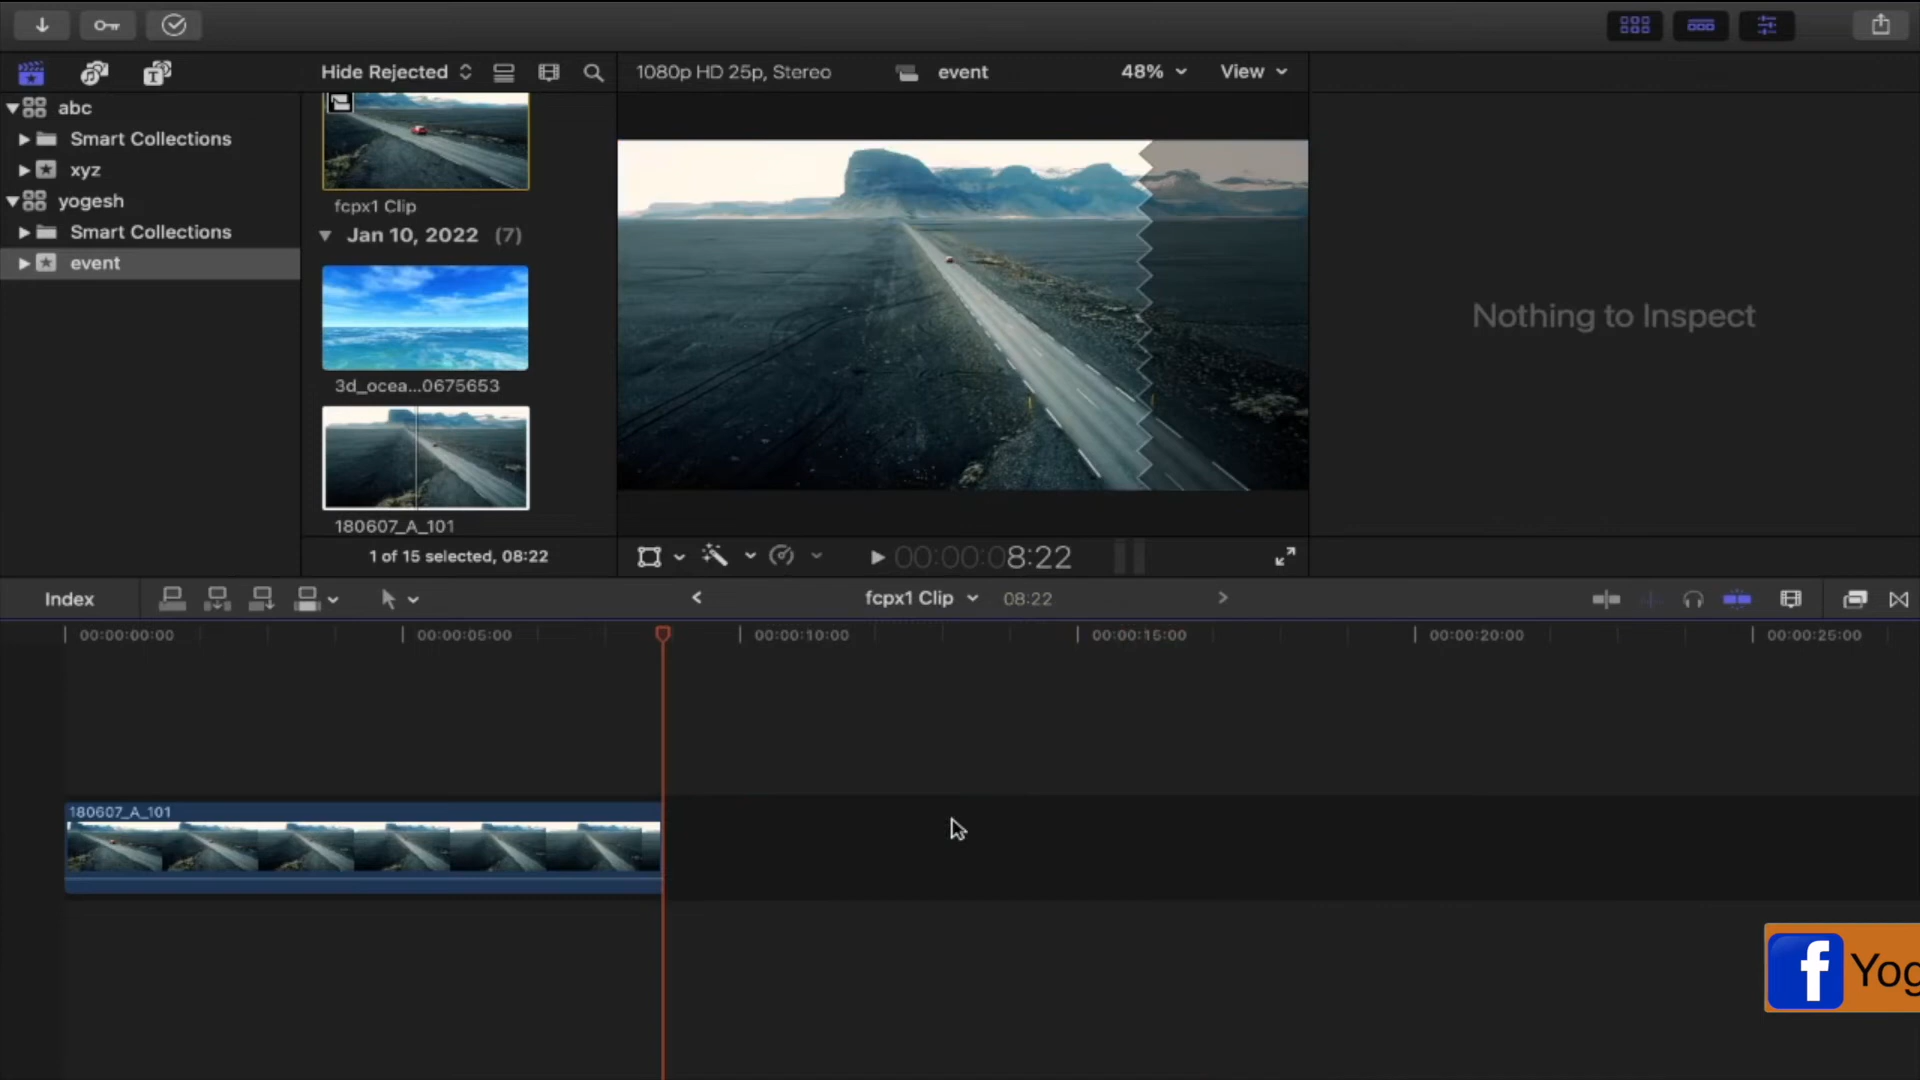 Hide Rejected
1080p HD 25p, Stereo
event
48%
View
abc
Smart Collections
xyz
yogesh
Smart Collections
event
fcpx1 Clip
Jan 10, 2022 (7)
3d_ocea...0675653
180607_A_101
1 of 15 selected, 08:22
Nothing to Inspect
00:00:08:22
Index
fcpx1 Clip
08:22
00:00:00:00
00:00:05:00
00:00:10:00
00:00:15:00
00:00:20:00
00:00:25:00
180607_A_101
f Yog